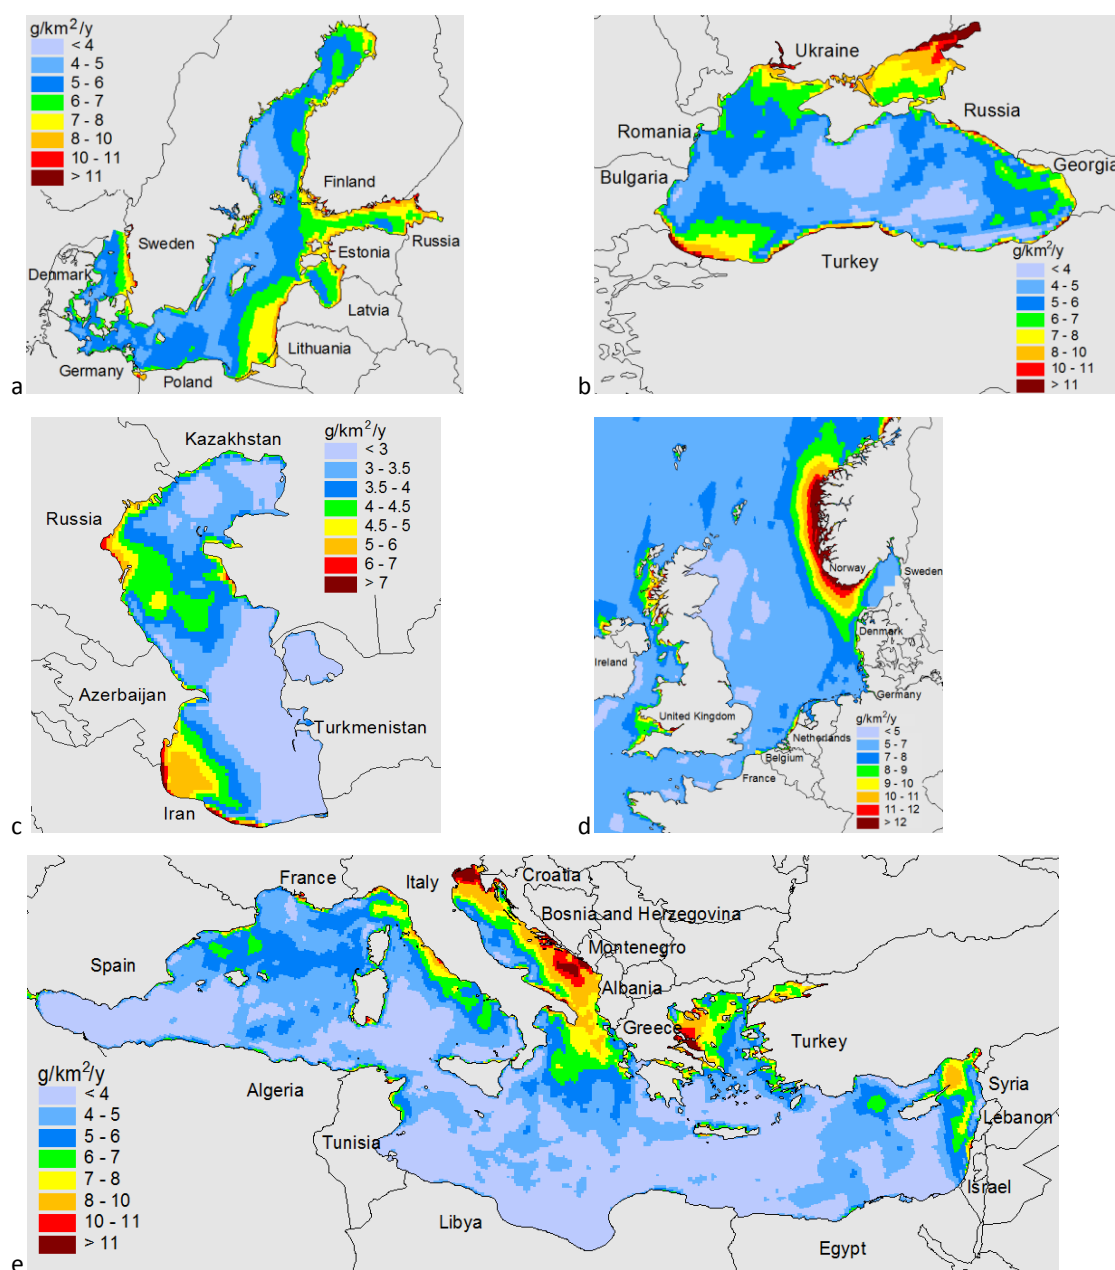 g/km²/y
< 4
4 - 5
5 - 6
6 - 7
7 - 8
8 - 10
10 - 11
> 11
Finland
Sweden
Russia
Estonia
Denmark
Latvia
Lithuania
Germany
Poland
a
Ukraine
Russia
Romania
Georgia
Bulgaria
Turkey
g/km²/y
< 4
4 - 5
5 - 6
6 - 7
7 - 8
8 - 10
10 - 11
> 11
b
Kazakhstan
g/km²/y
< 3
3 - 3.5
3.5 - 4
4 - 4.5
4.5 - 5
5 - 6
6 - 7
> 7
Russia
Azerbaijan
Turkmenistan
Iran
c
Norway
Sweden
Denmark
Ireland
Germany
United Kingdom
Netherlands
Belgium
France
g/km²/y
< 5
5 - 7
7 - 8
8 - 9
9 - 10
10 - 11
11 - 12
> 12
d
France
Italy
Croatia
Bosnia and Herzegovina
Montenegro
Spain
Albania
Greece
Turkey
Algeria
Syria
Lebanon
Tunisia
Israel
Libya
Egypt
g/km²/y
< 4
4 - 5
5 - 6
6 - 7
7 - 8
8 - 10
10 - 11
> 11
e